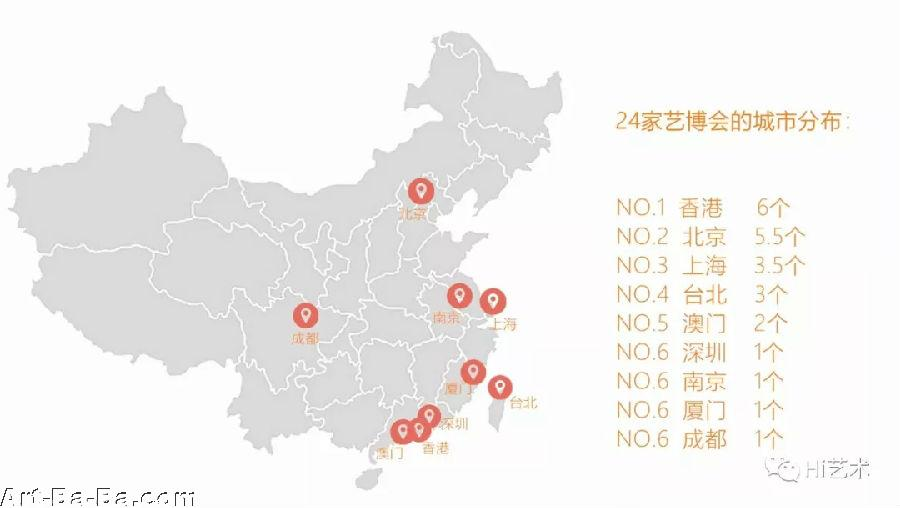 24家艺博会的城市分布:
NO.1 香港 6个
NO.2 北京 5.5个
NO.3 上海 3.5个
NO.4 台北 3个
NO.5 澳门 2个
NO.6 深圳 1个
NO.6 南京 1个
NO.6 厦门 1个
NO.6 成都 1个
北京
南京
上海
成都
厦门
台北
深圳
香港
澳门
Hi艺术
Art-Ba-Ba.com